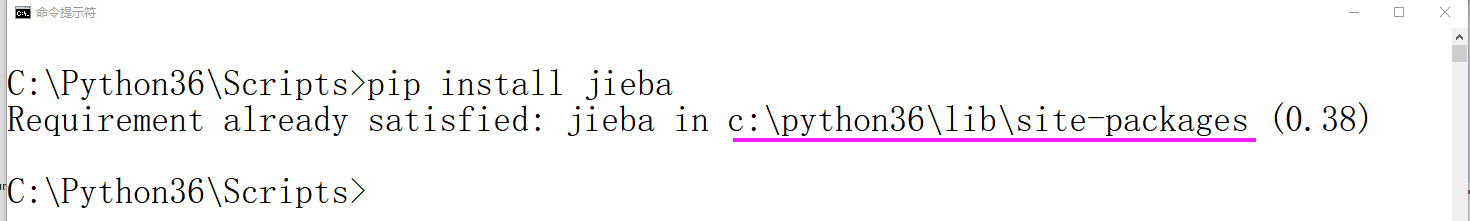 命令提示符
C:\Python36\Scripts>pip install jieba
Requirement already satisfied: jieba in c:\python36\lib\site-packages (0.38)
C:\Python36\Scripts>